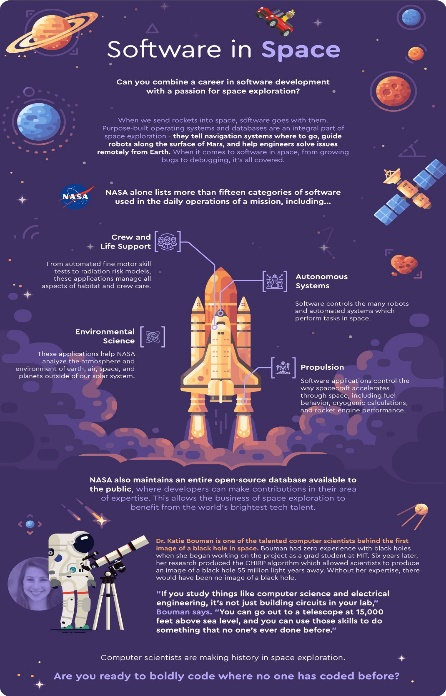 Software in Space
Can you combine a career in software development
with a passion for space exploration?
When we send rockets into space, software goes with them.
Purpose-built operating systems and databases are an integral part of
space exploration - they tell navigation systems where to go, guide
robots along the surface of Mars, and help engineers solve issues
remotely from Earth. When it comes to software in space, from growing
bugs to debugging, it's all covered.
NASA
NASA alone lists more than fifteen categories of software
used in the daily operations of a mission, including...
Crew and
Life Support
From automated fine motor skill
tests to radiation risk models,
these applications manage all
aspects of habitat and crew care.
Autonomous
Systems
Software controls the many robots
and automated systems which
perform tasks in space.
Environmental
Science
These applications help NASA
analyze the atmosphere and
environment of earth, air, space, and
planets outside of our solar system.
Propulsion
Software applications control the
way spacecraft accelerates
through space, including fuel
behavior, cryogenic calculations,
and rocket engine performance.
NASA also maintains an entire open-source database available to
the public, where developers can make contributions in their area
of expertise. This allows the business of space exploration to
benefit from the world's brightest tech talent.
Dr. Katie Bouman is one of the talented computer scientists behind the first
image of a black hole in space. Bouman had zero experience with black holes
when she began working on the project as a grad student at MIT. Six years later,
her research produced the CHIRP algorithm which allowed scientists to produce
an image of a black hole 55 million light years away. Without her expertise, there
would have been no image of a black hole.
"If you study things like computer science and electrical
engineering, it's not just building circuits in your lab,"
Bouman says. "You can go out to a telescope at 15,000
feet above sea level, and you can use those skills to do
something that no one's ever done before."
Computer scientists are making history in space exploration.
Are you ready to boldly code where no one has coded before?